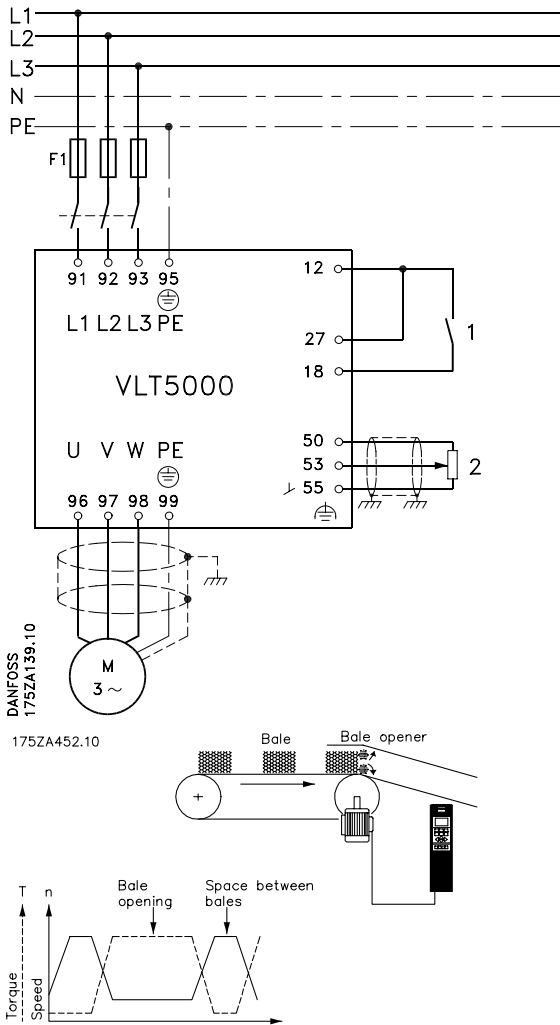 L1
L2
L3
N
PE
F1
91 92 93 95
12
L1 L2 L3 PE
27
1
18
VLT5000
50
U V W PE
53
2
55
96 97 98 99
M
3 ~
DANFOSS
175ZA139.10
175ZA452.10
Bale
Bale opener
T n
Bale
opening
Space between
bales
Torque
Speed